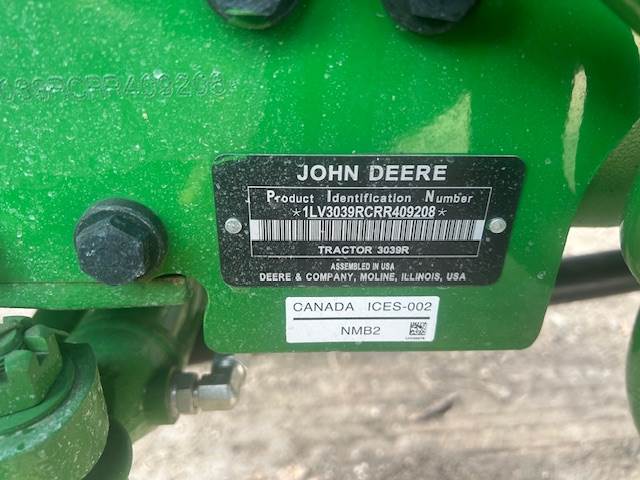 039RCRR409208
JOHN DEERE
Product Identification Number
*1LV3039RCRR409208*
TRACTOR 3039R
ASSEMBLED IN USA
DEERE & COMPANY, MOLINE, ILLINOIS, USA
CANADA ICES-002
NMB2